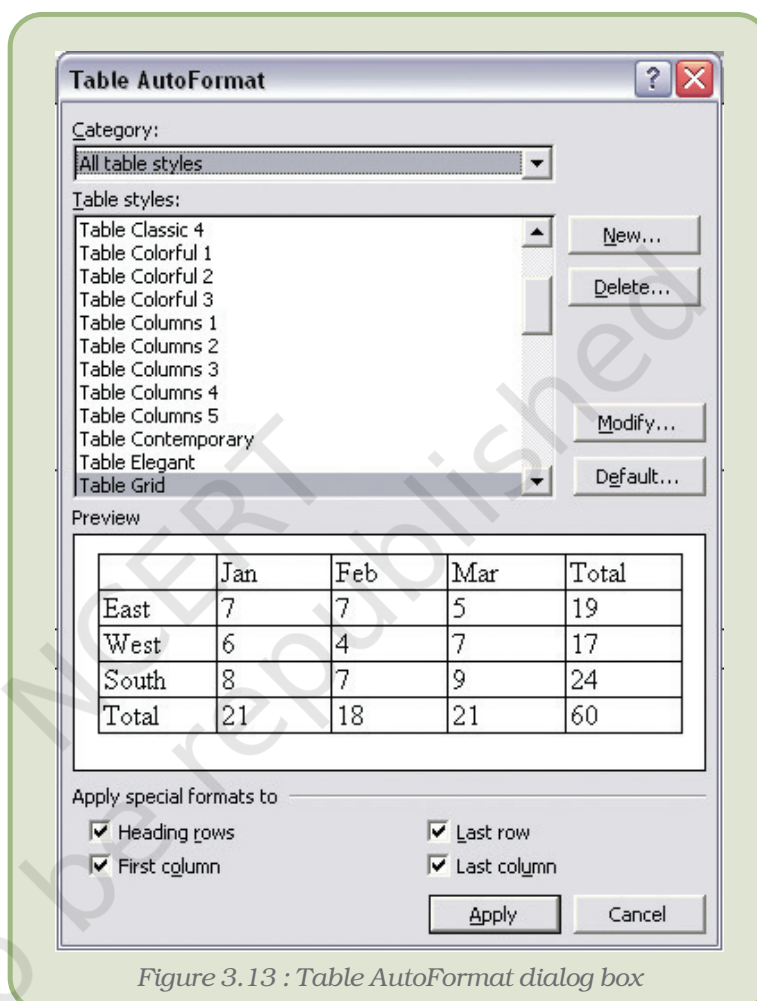 Table AutoFormat
Category:
All table styles
Table styles:
Table Classic 4
Table Colorful 1
Table Colorful 2
Table Colorful 3
Table Columns 1
Table Columns 2
Table Columns 3
Table Columns 4
Table Columns 5
Table Contemporary
Table Elegant
Table Grid
New...
Delete...
Modify...
Default...
Preview
Jan Feb Mar Total
East 7 7 5 19
West 6 4 7 17
South 8 7 9 24
Total 21 18 21 60
Apply special formats to
Heading rows Last row
First column Last column
Apply Cancel
Figure 3.13 : Table AutoFormat dialog box
NCERT
be republished